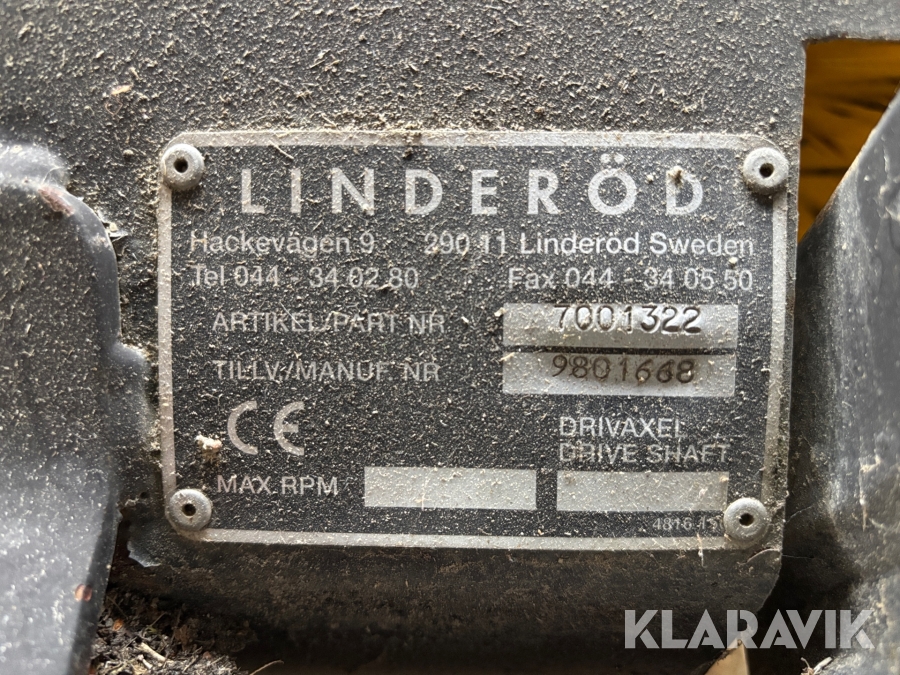 LINDERÖD
Hackevägen 9 290 11 Linderöd Sweden
Tel 044 - 34 02 80 Fax 044 - 34 05 50
ARTIKEL/PART NR 7001322
TILLV./MANUF NR 9801668
CE
DRIVAXEL
DRIVE SHAFT
MAX RPM
KLARAVIK